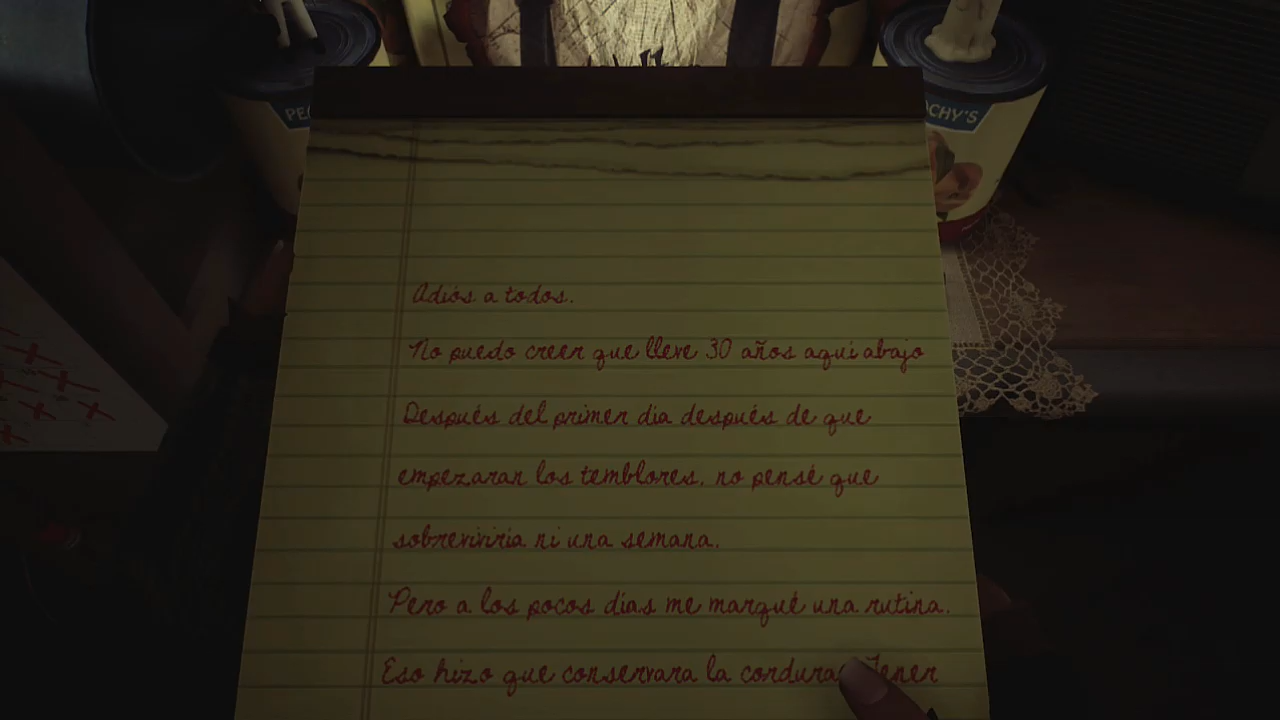 Adiós a todos.
No puedo creer que lleve 30 años aquí abajo
Después del primer día después de que
empezaran los temblores, no pensé que
sobreviviría ni una semana.
Pero a los pocos días me marqué una rutina.
Eso hizo que conservara la cordura. Tener